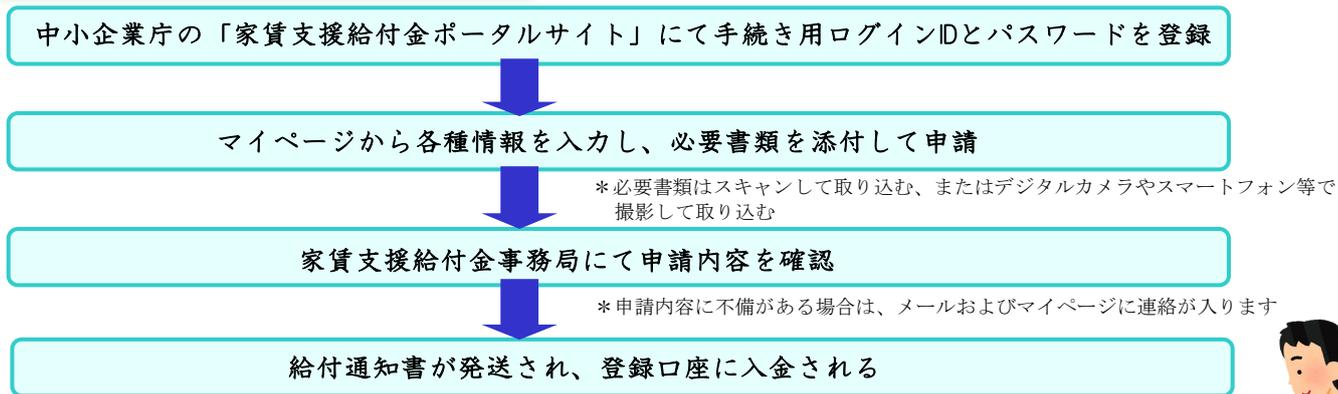 中小企業庁の「家賃支援給付金ポータルサイト」にて手続き用ログインIDとパスワードを登録
マイページから各種情報を入力し、必要書類を添付して申請
＊必要書類はスキャンして取り込む、またはデジタルカメラやスマートフォン等で
撮影して取り込む
家賃支援給付金事務局にて申請内容を確認
＊申請内容に不備がある場合は、メールおよびマイページに連絡が入ります
給付通知書が発送され、登録口座に入金される